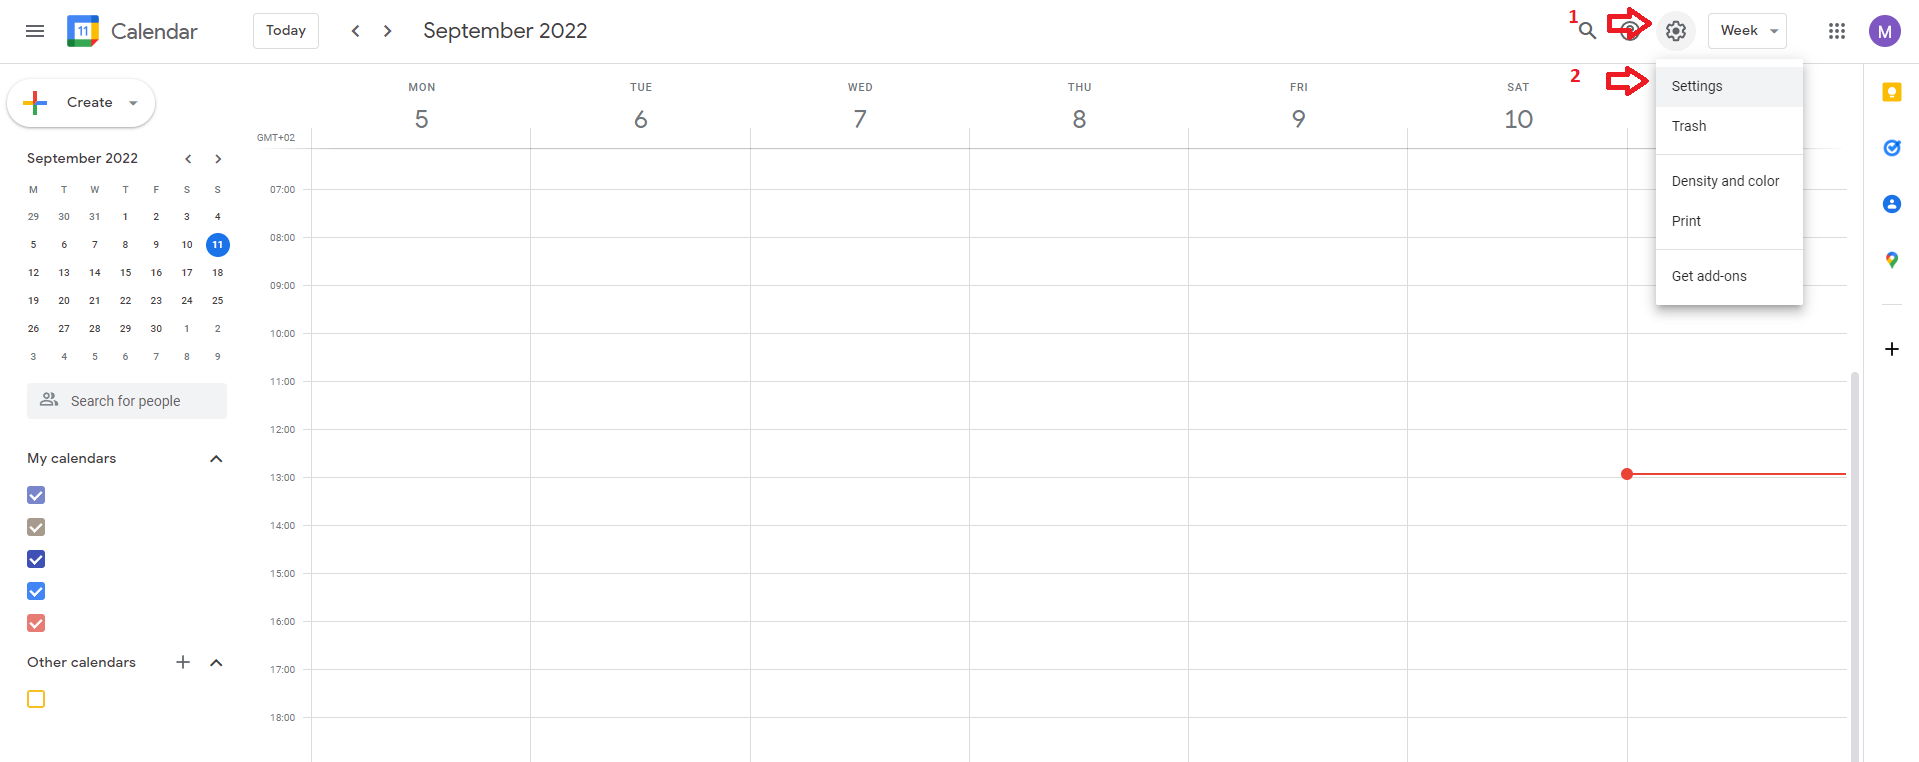 11 Calendar Today September 2022 1 Week M
2 Settings
Trash
Density and color
Print
Get add-ons
Create
MON TUE WED THU FRI SAT
5 6 7 8 9 10
GMT+02
September 2022
M T W T F S S
29 30 31 1 2 3 4
5 6 7 8 9 10 11
12 13 14 15 16 17 18
19 20 21 22 23 24 25
26 27 28 29 30 1 2
3 4 5 6 7 8 9
Search for people
My calendars
Other calendars
07:00
08:00
09:00
10:00
11:00
12:00
13:00
14:00
15:00
16:00
17:00
18:00